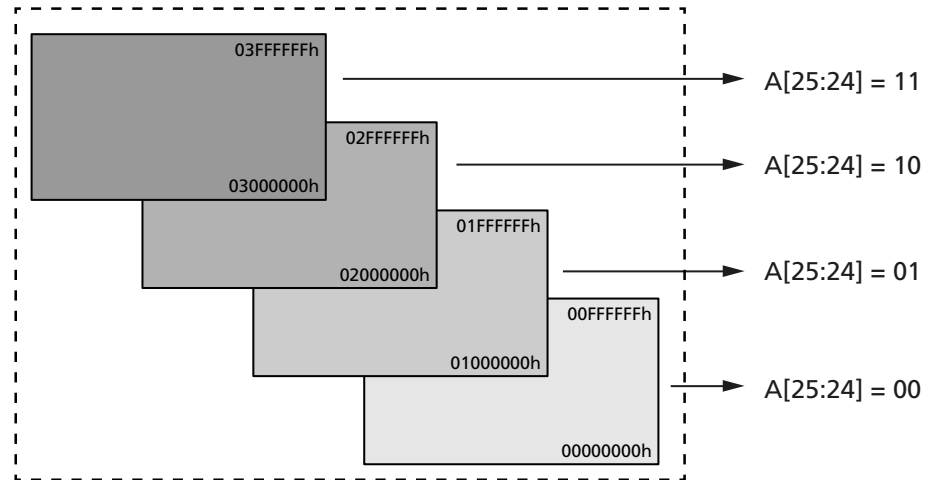 03FFFFFFh
A[25:24] = 11
02FFFFFFh
A[25:24] = 10
03000000h
01FFFFFFh
A[25:24] = 01
02000000h
00FFFFFFh
01000000h
A[25:24] = 00
00000000h